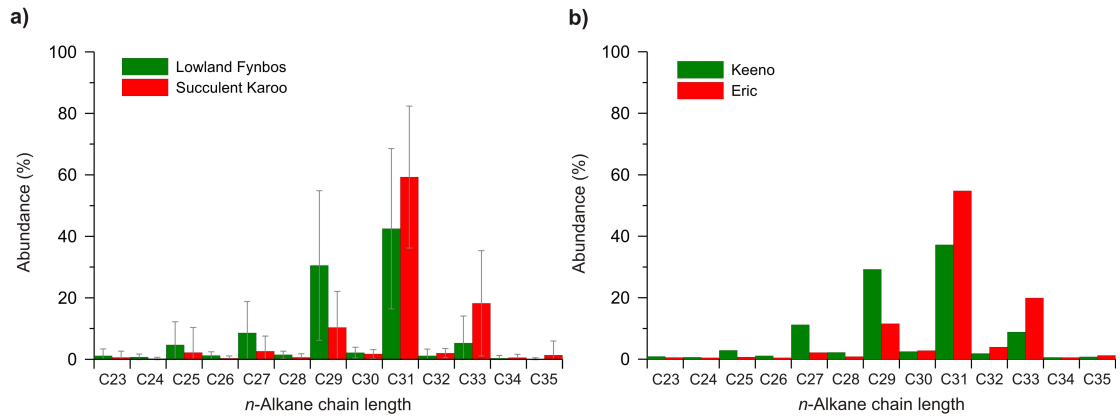 a)
Abundance (%)
100
80
60
40
20
0
Lowland Fynbos
Succulent Karoo
C23 C24 C25 C26 C27 C28 C29 C30 C31 C32 C33 C34 C35
n-Alkane chain length
b)
Abundance (%)
100
80
60
40
20
0
Keeno
Eric
C23 C24 C25 C26 C27 C28 C29 C30 C31 C32 C33 C34 C35
n-Alkane chain length